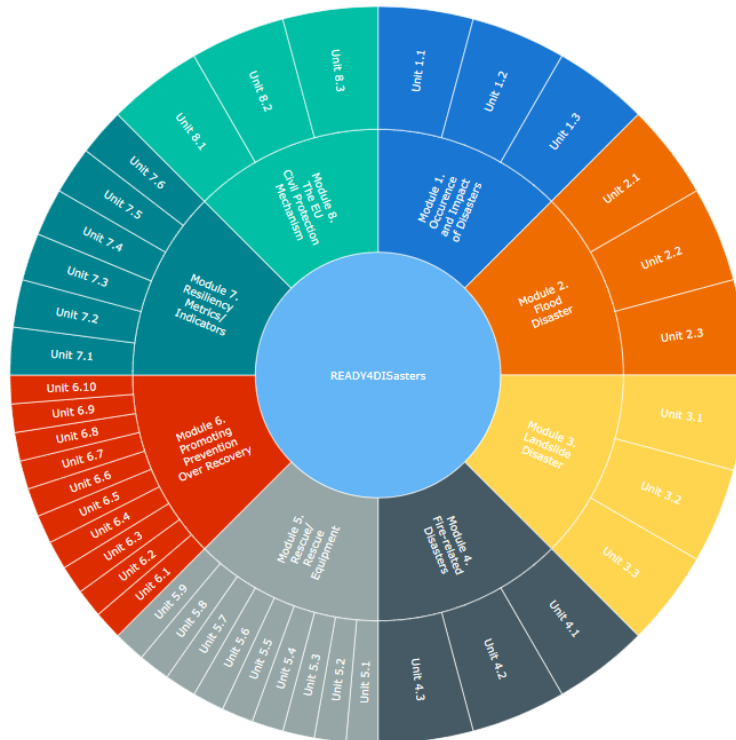 READY4DISasters
Module 1.
Occurence
and Impact
of Disasters
Unit 1.1
Unit 1.2
Unit 1.3
Module 2.
Flood
Disaster
Unit 2.1
Unit 2.2
Unit 2.3
Module 3.
Landslide
Disaster
Unit 3.1
Unit 3.2
Unit 3.3
Module 4.
Fire-related
Disasters
Unit 4.1
Unit 4.2
Unit 4.3
Module 5.
Rescue/
Rescue
Equipment
Unit 5.1
Unit 5.2
Unit 5.3
Unit 5.4
Unit 5.5
Unit 5.6
Unit 5.7
Unit 5.8
Unit 5.9
Module 6.
Promoting
Prevention
Over Recovery
Unit 6.1
Unit 6.2
Unit 6.3
Unit 6.4
Unit 6.5
Unit 6.6
Unit 6.7
Unit 6.8
Unit 6.9
Unit 6.10
Module 7.
Resiliency
Metrics/
Indicators
Unit 7.1
Unit 7.2
Unit 7.3
Unit 7.4
Unit 7.5
Unit 7.6
Module 8.
The EU
Civil Protection
Mechanism
Unit 8.1
Unit 8.2
Unit 8.3